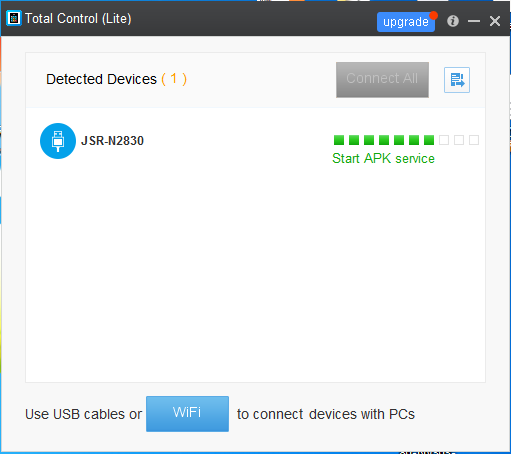 Total Control (Lite)
upgrade
Detected Devices ( 1 )
Connect All
JSR-N2830
Start APK service
Use USB cables or WiFi to connect devices with PCs